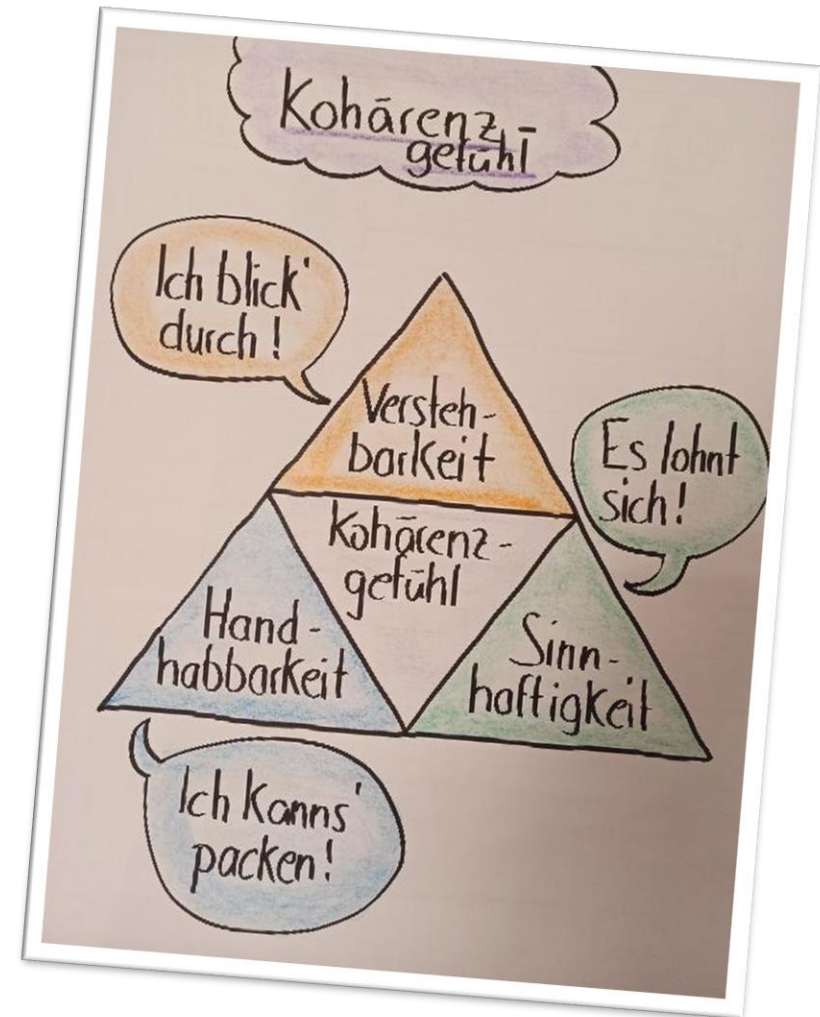 Kohärenz-
gefühl
Ich blick'
durch!
Versteh-
barkeit
Es lohnt
sich!
Kohärenz-
gefühl
Hand-
habbarkeit
Sinn-
haftigkeit
Ich kanns'
packen!